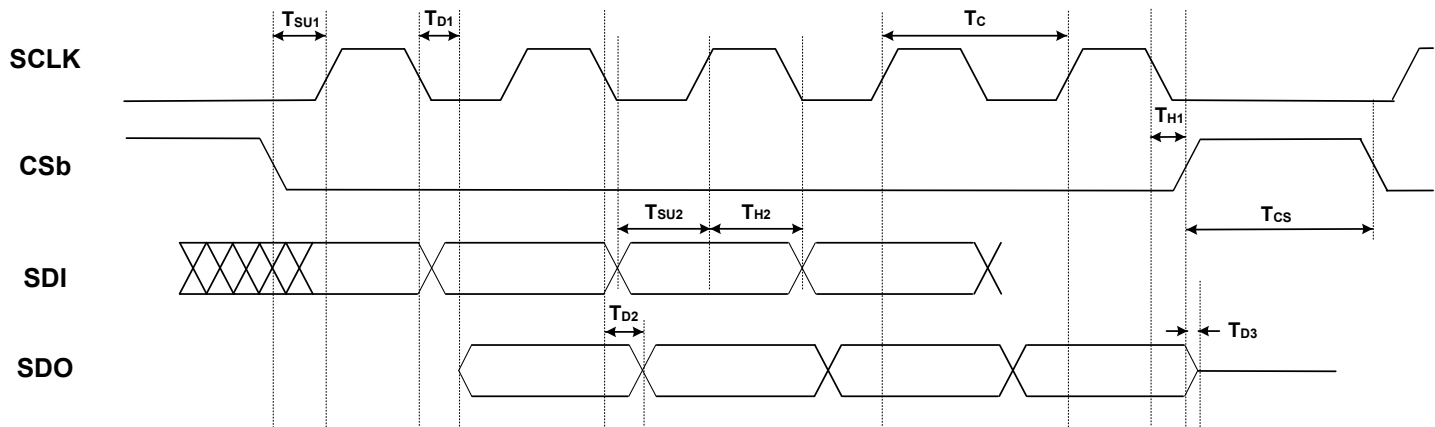 TSU1
TD1
TC
SCLK
TH1
CSb
TSU2
TH2
TCS
SDI
TD2
TD3
SDO